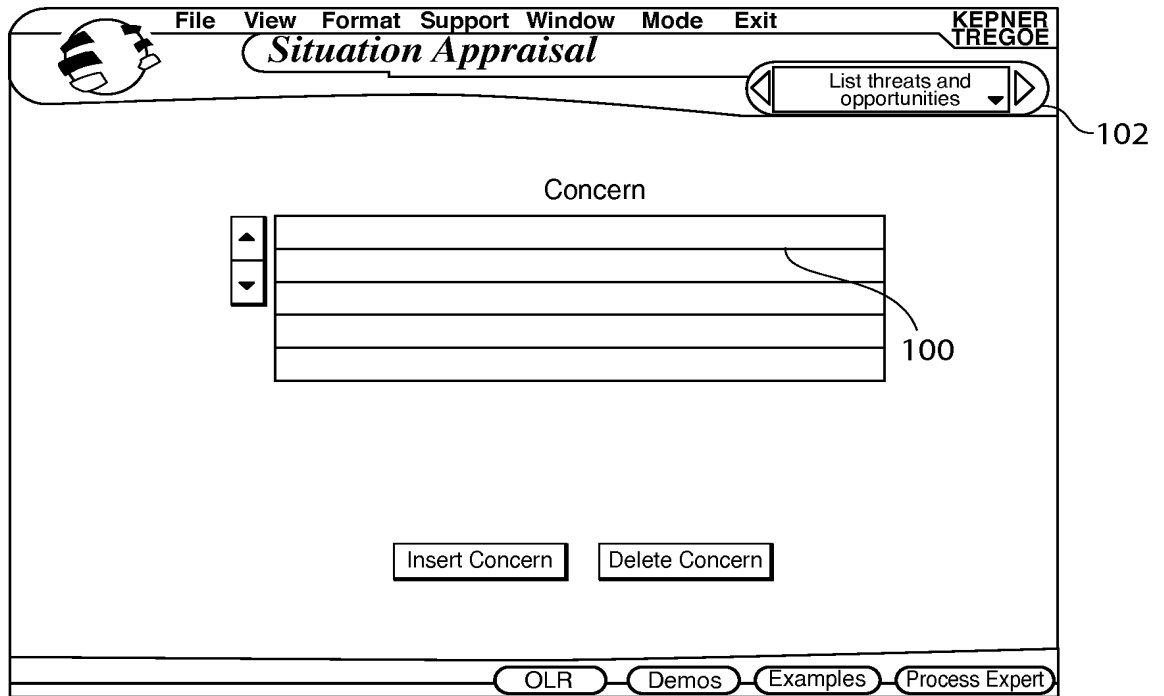 File View Format Support Window Mode Exit
KEPNER
TREGOE
Situation Appraisal
List threats and
opportunities
102
Concern
100
Insert Concern Delete Concern
OLR Demos Examples Process Expert